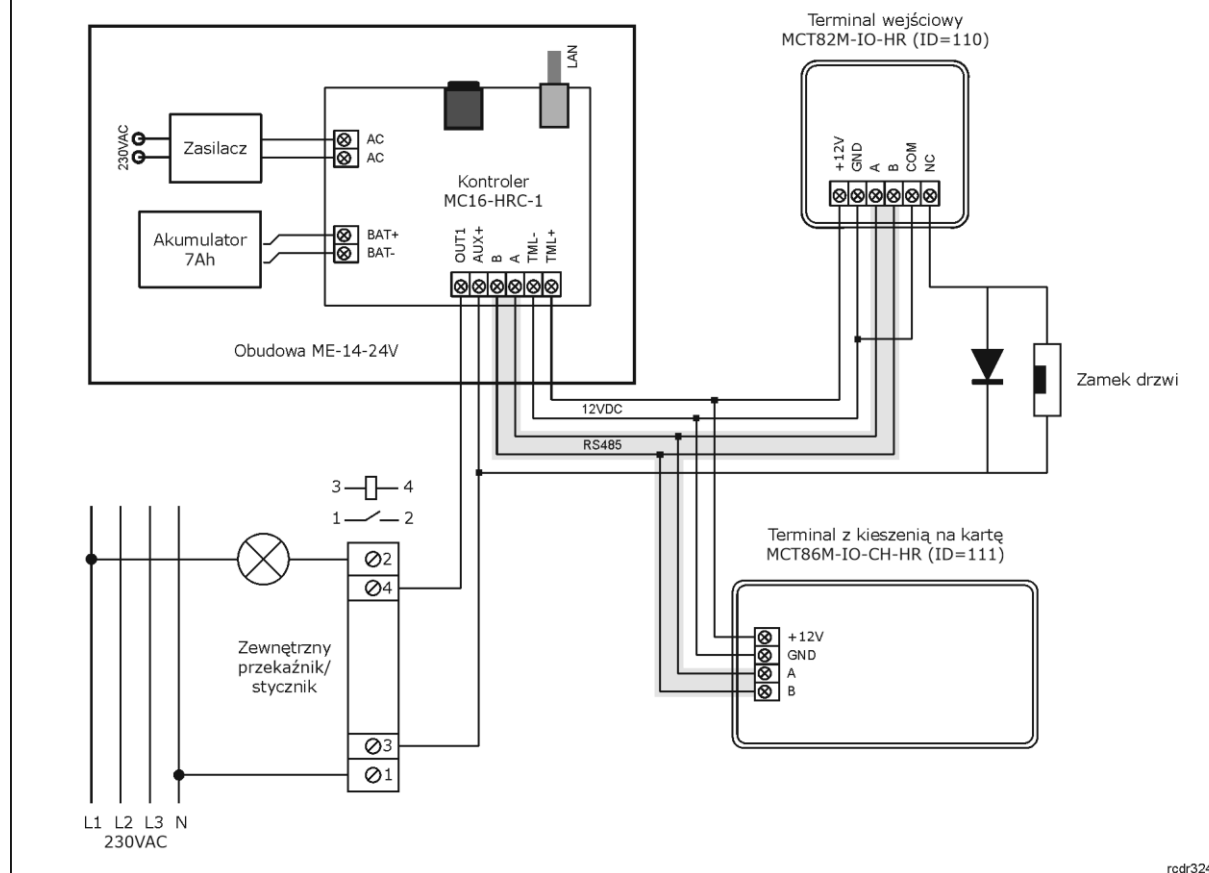 Terminal wejściowy
MCT82M-IO-HR (ID=110)
LAN
230VAC
Zasilacz
AC
AC
Kontroler
MC16-HRC-1
Akumulator
7Ah
BAT+
BAT-
OUT1
AUX+
B
A
TML-
TML+
Obudowa ME-14-24V
+12V
GND
A
B
COM
NC
Zamek drzwi
12VDC
RS485
3 4
1 2
Terminal z kieszenią na kartę
MCT86M-IO-CH-HR (ID=111)
2
4
Zewnętrzny
przekaźnik/
stycznik
3
1
+12V
GND
A
B
L1 L2 L3 N
230VAC
rcdr324